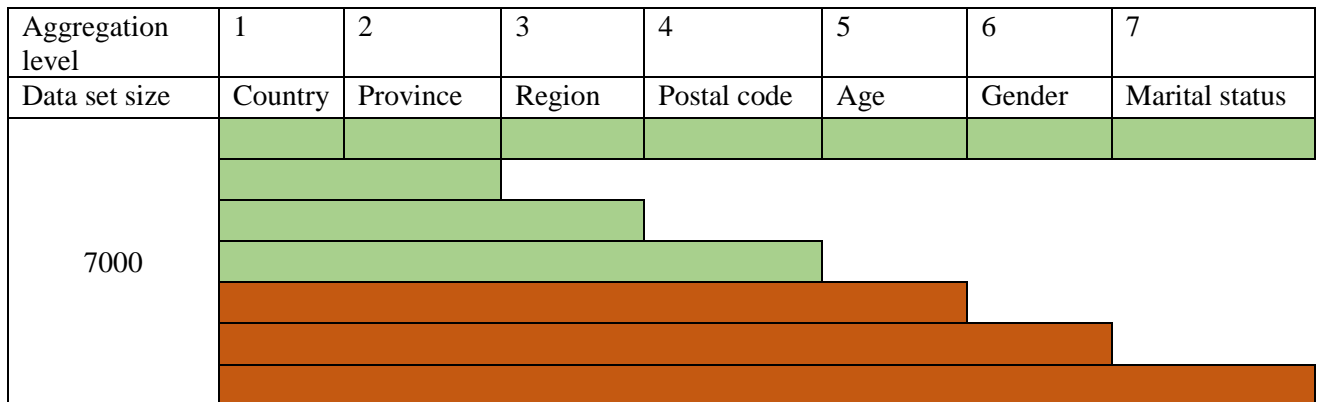 Aggregation level 1 2 3 4 5 6 7
Data set size Country Province Region Postal code Age Gender Marital status
7000